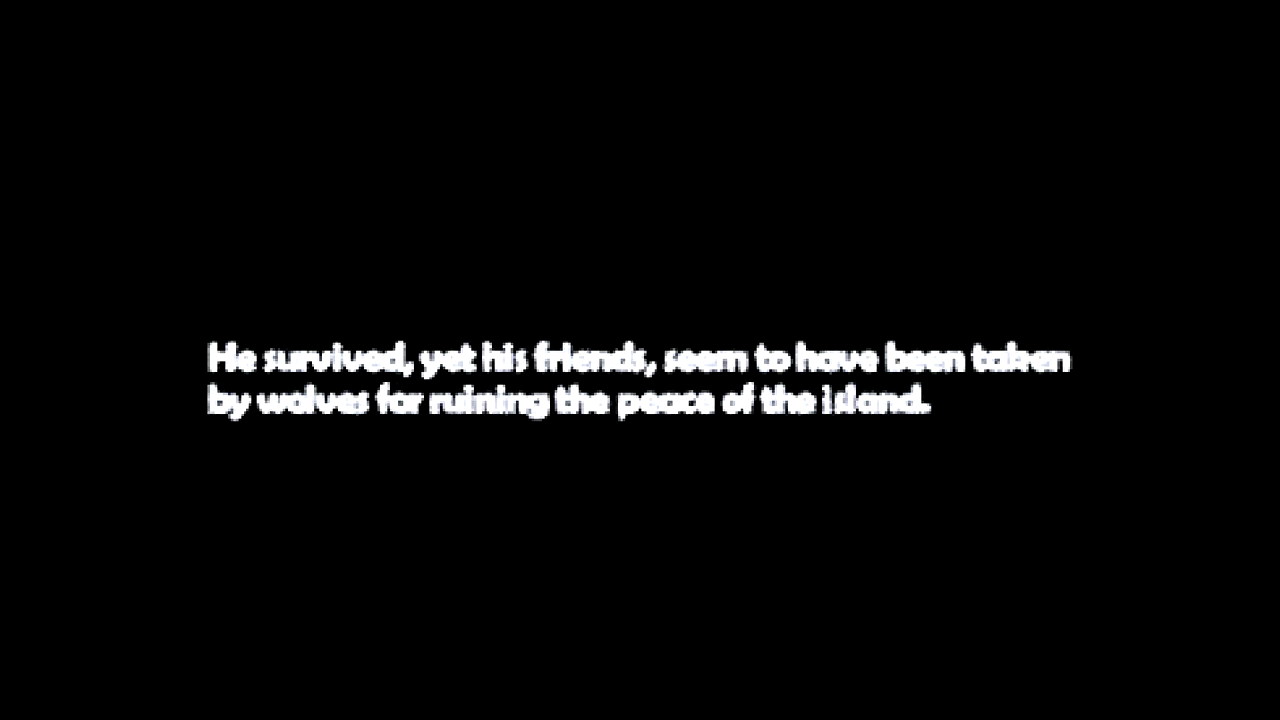 He survived, yet his friends, seem to have been taken
by wolves for ruining the peace of the island.